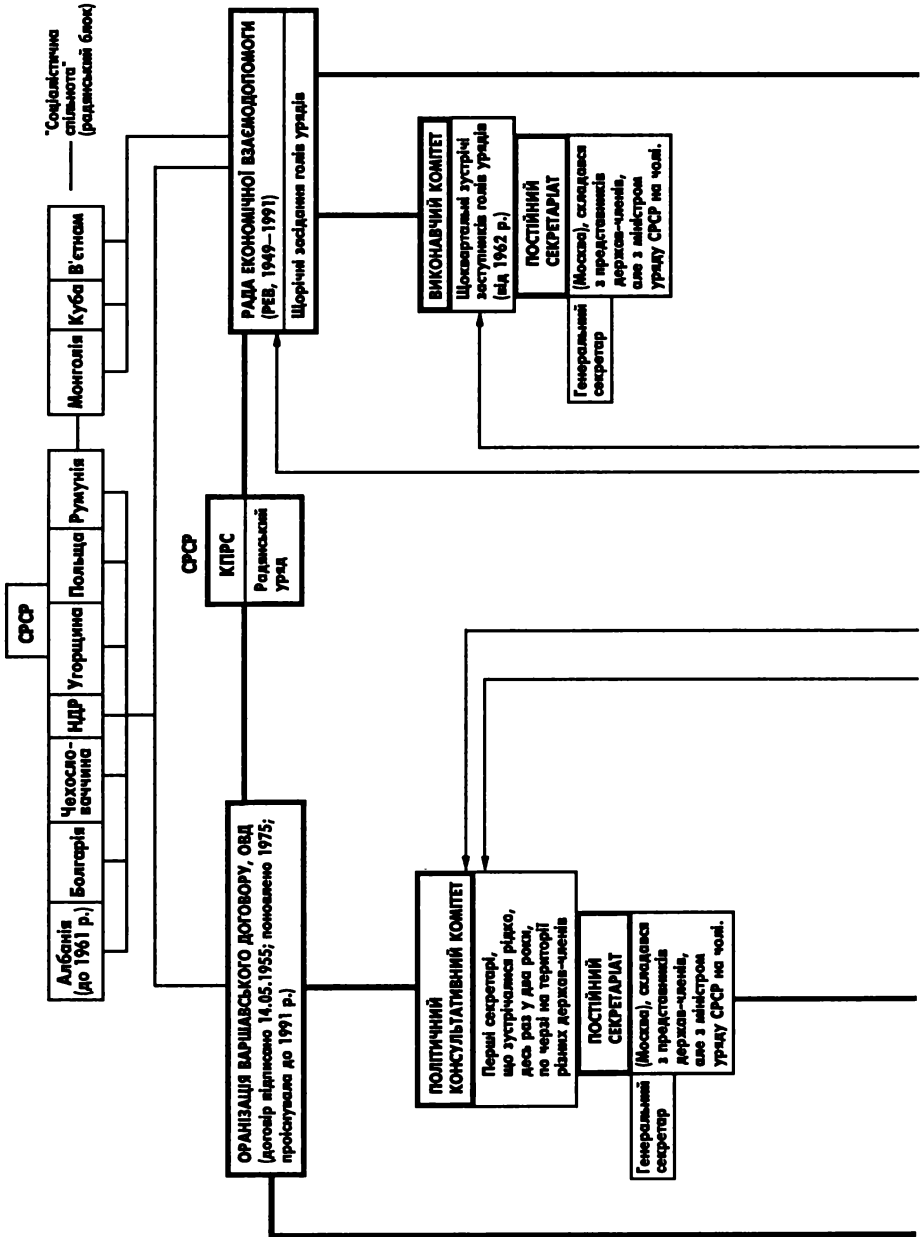 СРСР
Албанія
(до 1961 р.)
Болгарія
Чехосло-
ваччина
НДР
Угорщина
Польща
Румунія
Монголія
Куба
В'єтнам
"Соціалістична
спільнота"
(радянський блок)
ОРАНІЗАЦІЯ ВАРШАВСЬКОГО ДОГОВОРУ, ОВД
(договір підписано 14.05.1955; поновлено 1975;
проіснувала до 1991 р.)
СРСР
КПРС
Радянський
уряд
РАДА ЕКОНОМІЧНОЇ ВЗАЄМОДОПОМОГИ
(РЕВ, 1949—1991)
Щорічні засідання голів урядів
ПОЛІТИЧНИЙ
КОНСУЛЬТАТИВНИЙ КОМІТЕТ
Перші секретарі,
що зустрічалися рідко,
десь раз у два роки,
по черзі на території
різних держав-членів
ПОСТІЙНИЙ
СЕКРЕТАРІАТ
Генеральний
секретар
(Москва), складався
з представників
держав-членів,
але з міністром
уряду СРСР на чолі.
ВИКОНАВЧИЙ КОМІТЕТ
Щоквартальні зустрічі
заступників голів урядів
(від 1962 р.)
ПОСТІЙНИЙ
СЕКРЕТАРІАТ
Генеральний
секретар
(Москва), складався
з представників
держав-членів,
але з міністром
уряду СРСР на чолі.